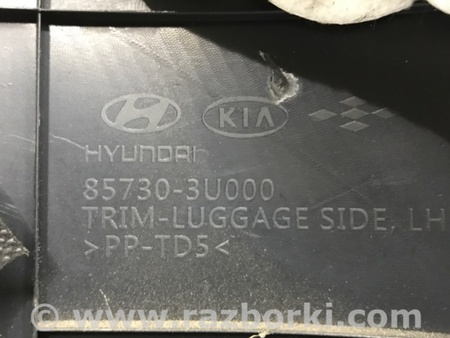 KIA
HYUNDAI
85730-3U000
TRIM-LUGGAGE SIDE, LH
>PP-TD5<
www.razborki.com